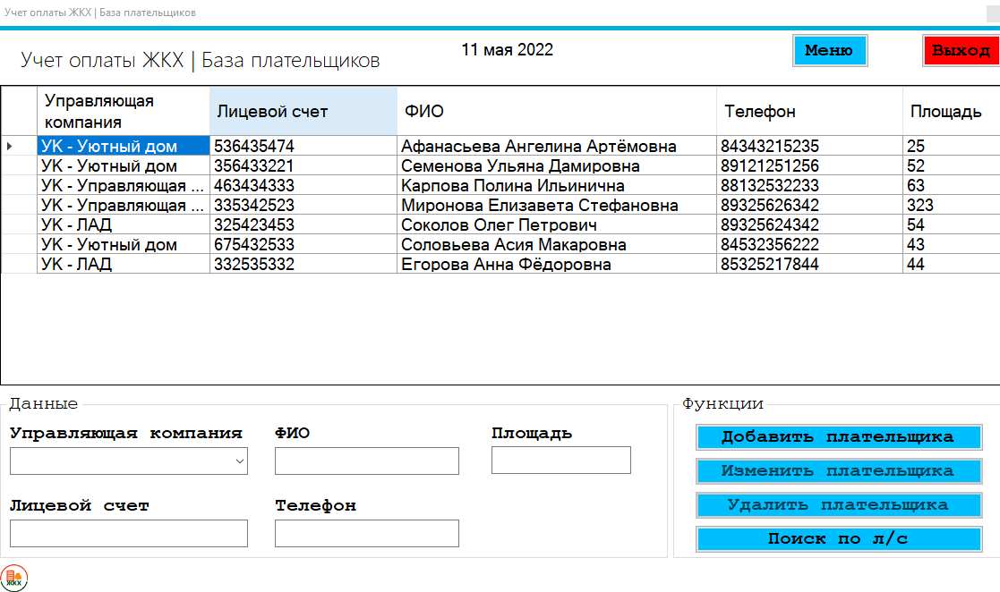 Учет оплаты ЖКХ | База плательщиков
Учет оплаты ЖКХ | База плательщиков
11 мая 2022
Меню
Выход
Управляющая
компания
Лицевой счет
ФИО
Телефон
Площадь
УК - Уютный дом 536435474 Афанасьева Ангелина Артёмовна 84343215235 25
УК - Уютный дом 356433221 Семенова Ульяна Дамировна 89121251256 52
УК - Управляющая ... 463434333 Карпова Полина Ильинична 88132532233 63
УК - Управляющая ... 335342523 Миронова Елизавета Стефановна 89325626342 323
УК - ЛАД 325423453 Соколов Олег Петрович 89325624342 54
УК - Уютный дом 675432533 Соловьева Асия Макаровна 84532356222 43
УК - ЛАД 332535332 Егорова Анна Фёдоровна 85325217844 44
Данные
Управляющая компания
ФИО
Площадь
Лицевой счет
Телефон
Функции
Добавить плательщика
Изменить плательщика
Удалить плательщика
Поиск по л/с
ЖКХ